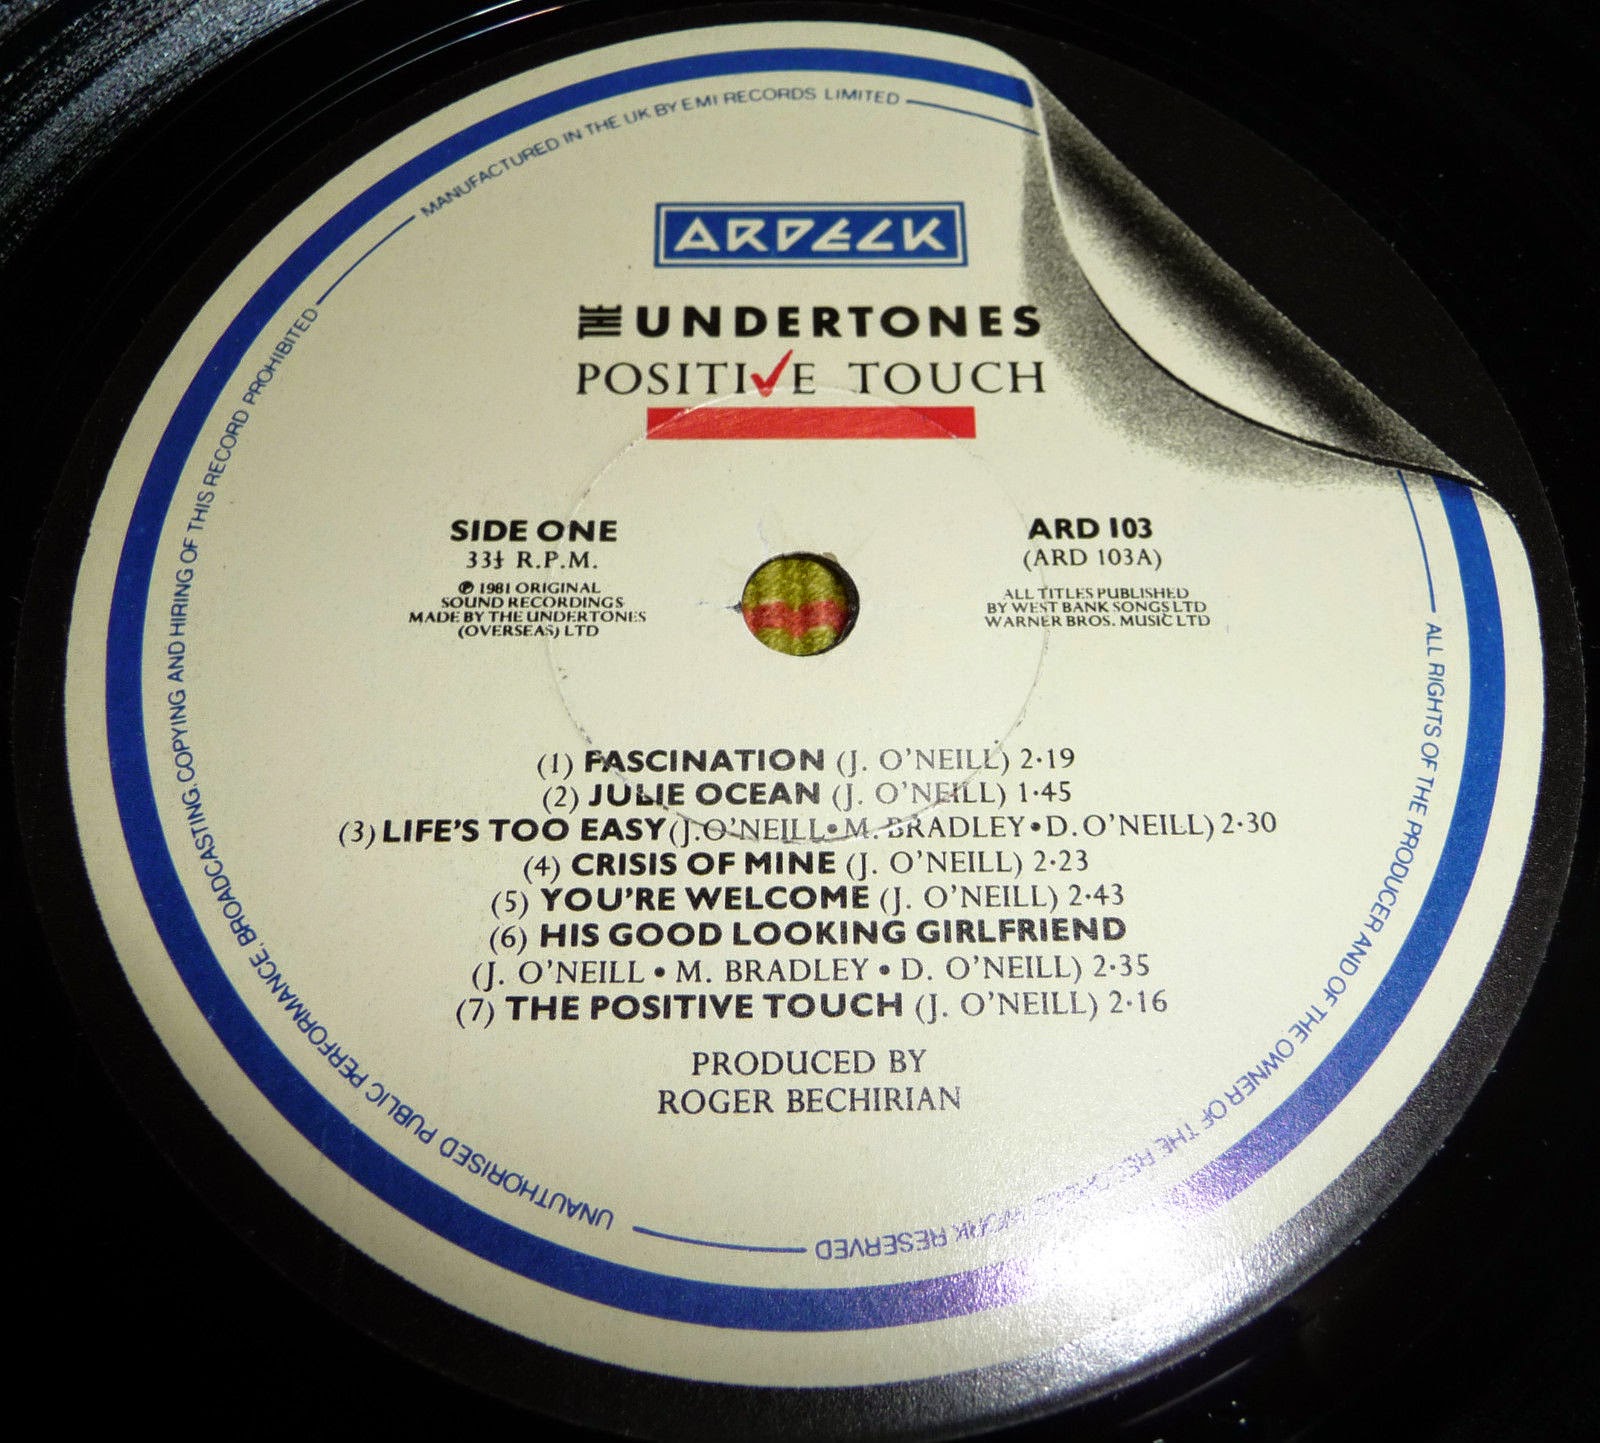 MANUFACTURED IN THE UK BY EMI RECORDS LIMITED
ARDECK
THE UNDERTONES
POSITIVE TOUCH
SIDE ONE
33⅓ R.P.M.
Ⓟ 1981 ORIGINAL
SOUND RECORDINGS
MADE BY THE UNDERTONES
(OVERSEAS) LTD
ARD 103
(ARD 103A)
ALL TITLES PUBLISHED
BY WEST BANK SONGS LTD
WARNER BROS. MUSIC LTD
(1) FASCINATION (J. O'NEILL) 2·19
(2) JULIE OCEAN (J. O'NEILL) 1·45
(3) LIFE'S TOO EASY (J. O'NEILL • M. BRADLEY • D. O'NEILL) 2·30
(4) CRISIS OF MINE (J. O'NEILL) 2·23
(5) YOU'RE WELCOME (J. O'NEILL) 2·43
(6) HIS GOOD LOOKING GIRLFRIEND
(J. O'NEILL • M. BRADLEY • D. O'NEILL) 2·35
(7) THE POSITIVE TOUCH (J. O'NEILL) 2·16
PRODUCED BY
ROGER BECHIRIAN
ALL RIGHTS OF THE PRODUCER AND OF THE OWNER OF THE RECORDED WORK RESERVED
UNAUTHORISED PUBLIC PERFORMANCE, BROADCASTING, COPYING AND HIRING OF THIS RECORD PROHIBITED